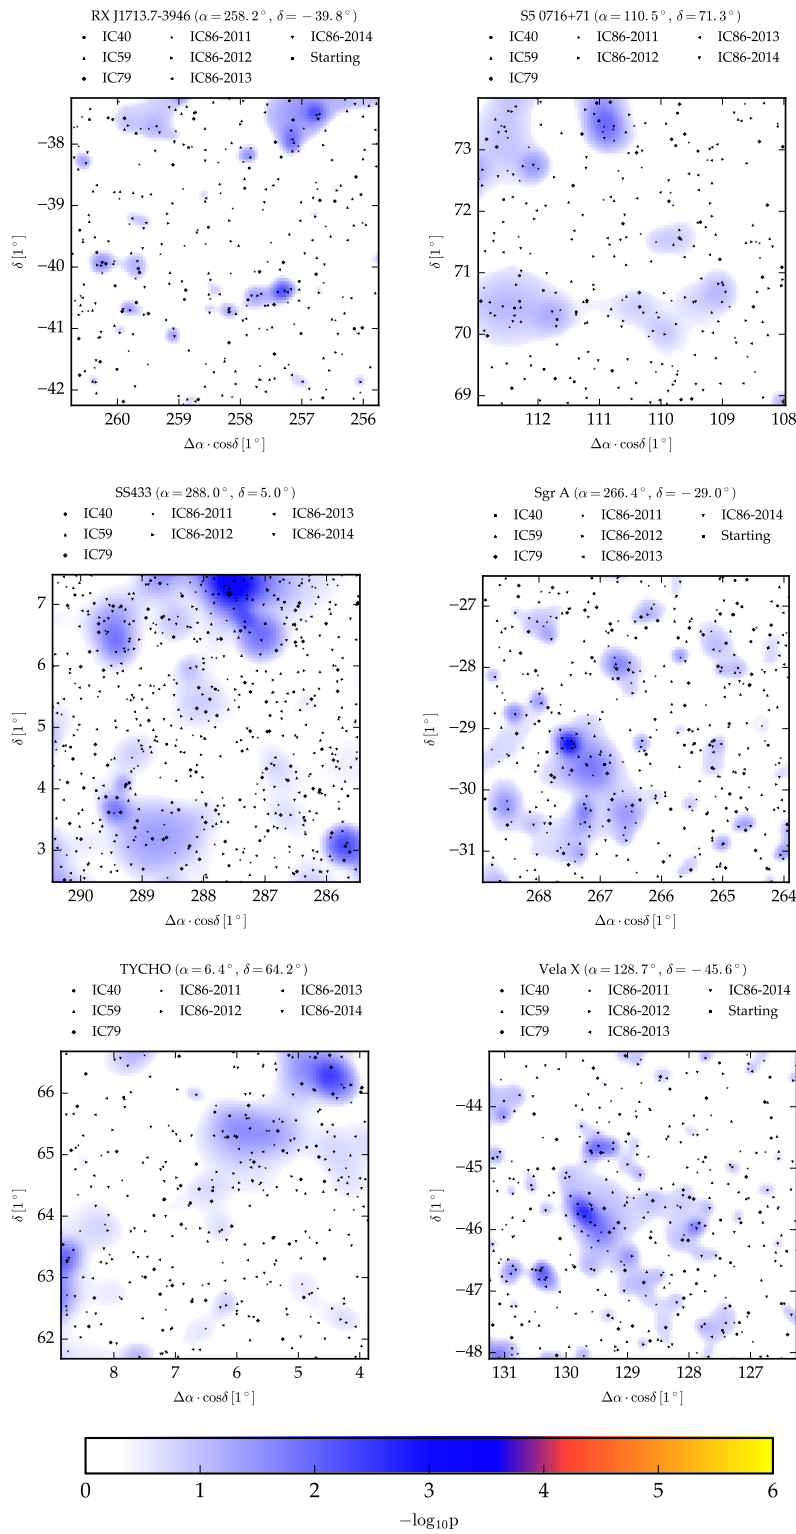 RX J1713.7-3946 (α=258.2°, δ=−39.8°)
IC40 IC86-2011 IC86-2014
IC59 IC86-2012 Starting
IC79 IC86-2013
−38
−39
−40
−41
−42
δ [1°]
260 259 258 257 256
Δα · cosδ [1°]
S5 0716+71 (α=110.5°, δ=71.3°)
IC40 IC86-2011 IC86-2013
IC59 IC86-2012 IC86-2014
IC79
73
72
71
70
69
δ [1°]
112 111 110 109 108
Δα · cosδ [1°]
SS433 (α=288.0°, δ=5.0°)
IC40 IC86-2011 IC86-2013
IC59 IC86-2012 IC86-2014
IC79
7
6
5
4
3
δ [1°]
290 289 288 287 286
Δα · cosδ [1°]
Sgr A (α=266.4°, δ=−29.0°)
IC40 IC86-2011 IC86-2014
IC59 IC86-2012 Starting
IC79 IC86-2013
−27
−28
−29
−30
−31
δ [1°]
268 267 266 265 264
Δα · cosδ [1°]
TYCHO (α=6.4°, δ=64.2°)
IC40 IC86-2011 IC86-2013
IC59 IC86-2012 IC86-2014
IC79
66
65
64
63
62
δ [1°]
8 7 6 5 4
Δα · cosδ [1°]
Vela X (α=128.7°, δ=−45.6°)
IC40 IC86-2011 IC86-2014
IC59 IC86-2012 Starting
IC79 IC86-2013
−44
−45
−46
−47
−48
δ [1°]
131 130 129 128 127
Δα · cosδ [1°]
0 1 2 3 4 5 6
−log₁₀p